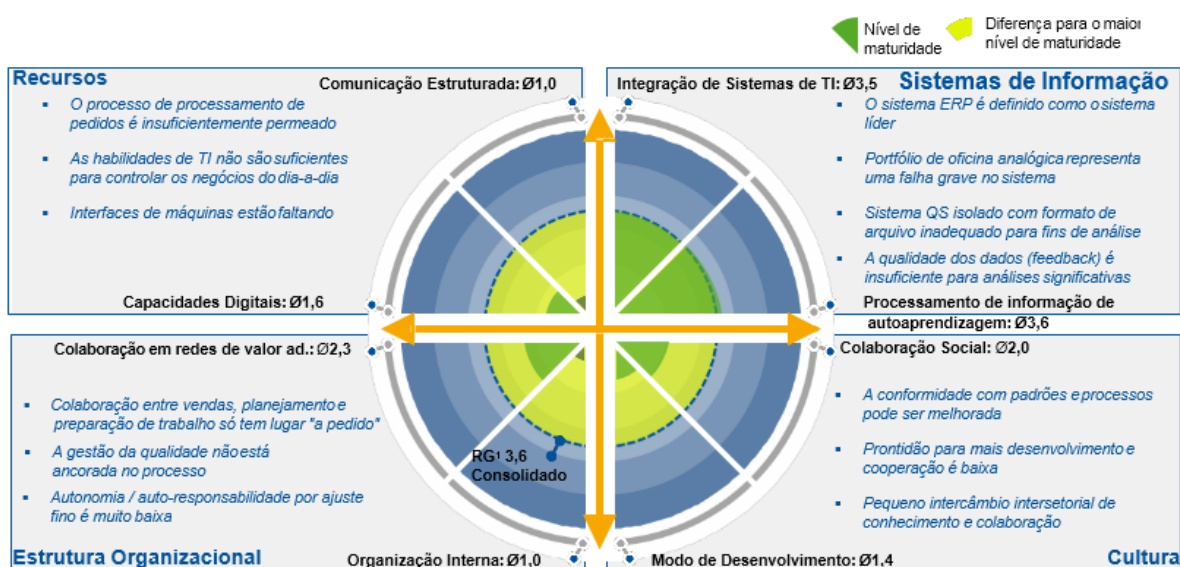 Nível de
maturidade
Diferença para o maior
nível de maturidade
Recursos
Comunicação Estruturada: Ø1,0
▪ O processo de processamento de
pedidos é insuficientemente permeado
▪ As habilidades de TI não são suficientes
para controlar os negócios do dia-a-dia
▪ Interfaces de máquinas estão faltando
Capacidades Digitais: Ø1,6
Integração de Sistemas de TI: Ø3,5
Sistemas de Informação
▪ O sistema ERP é definido como o sistema
líder
▪ Portfólio de oficina analógica representa
uma falha grave no sistema
▪ Sistema QS isolado com formato de
arquivo inadequado para fins de análise
▪ A qualidade dos dados (feedback) é
insuficiente para análises significativas
Processamento de informação de
autoaprendizagem: Ø3,6
Colaboração em redes de valor ad.: Ø2,3
▪ Colaboração entre vendas, planejamento e
preparação de trabalho só tem lugar "a pedido"
▪ A gestão da qualidade não está
ancorada no processo
▪ Autonomia / auto-responsabilidade por ajuste
fino é muito baixa
Estrutura Organizacional
Organização Interna: Ø1,0
RG¹ 3,6
Consolidado
Colaboração Social: Ø2,0
▪ A conformidade com padrões e processos
pode ser melhorada
▪ Prontidão para mais desenvolvimento e
cooperação é baixa
▪ Pequeno intercâmbio intersetorial de
conhecimento e colaboração
Modo de Desenvolvimento: Ø1,4
Cultura